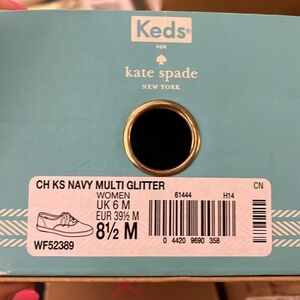 Keds®
FOR
kate spade
NEW YORK
CH KS NAVY MULTI GLITTER
WOMEN 61444 H14 CN
UK 6 M
EUR 39½ M
8½ M
WF52389 0 4420 9690 358